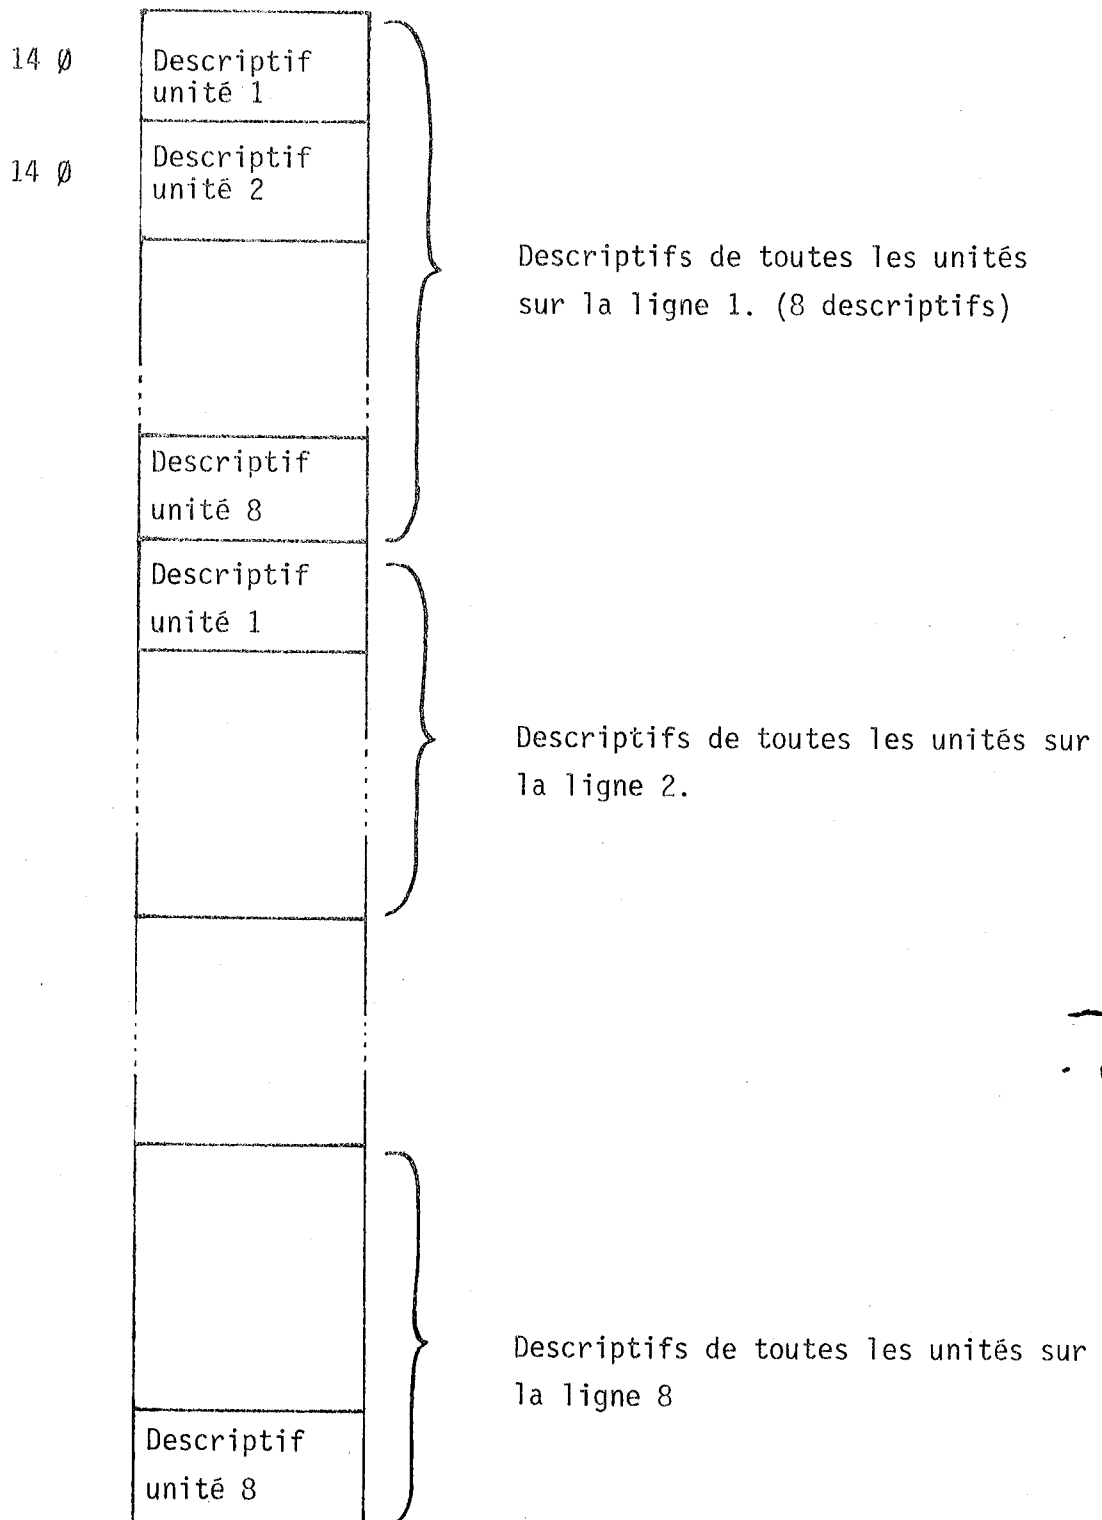 14 Ø
Descriptif
unité 1
14 Ø
Descriptif
unité 2
Descriptifs de toutes les unités
sur la ligne 1. (8 descriptifs)
Descriptif
unité 8
Descriptif
unité 1
Descriptifs de toutes les unités sur
la ligne 2.
Descriptifs de toutes les unités sur
la ligne 8
Descriptif
unité 8